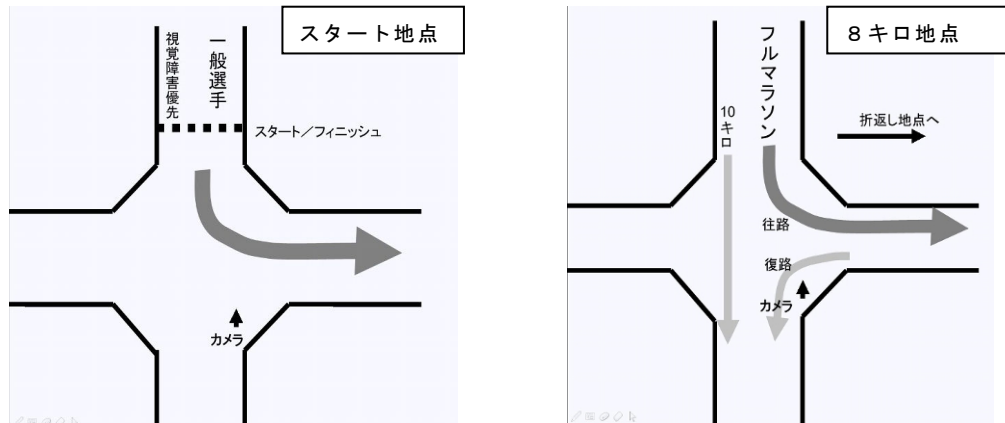 スタート地点
視覚障害優先
一般選手
スタート／フィニッシュ
カメラ
８キロ地点
フルマラソン
10キロ
折返し地点へ
往路
復路
カメラ